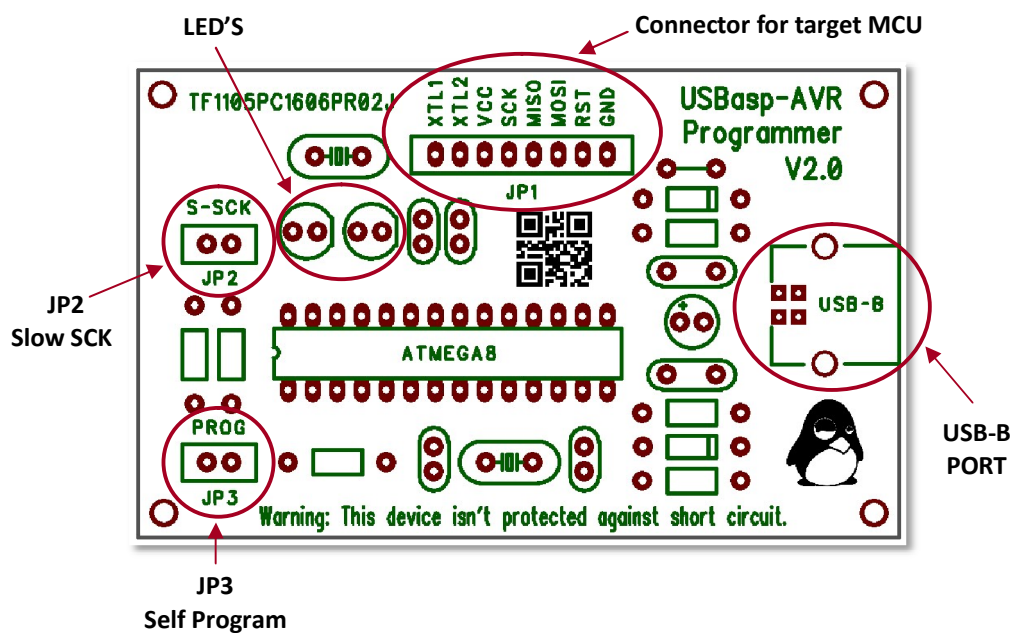 LED'S
Connector for target MCU
TF1105PC1606PR02J
XTL1
XTL2
VCC
SCK
MISO
MOSI
RST
GND
JP1
USBasp-AVR
Programmer
V2.0
S-SCK
JP2
JP2
Slow SCK
+
USB-B
ATMEGA8
USB-B
PORT
PROG
JP3
Warning: This device isn't protected against short circuit.
JP3
Self Program